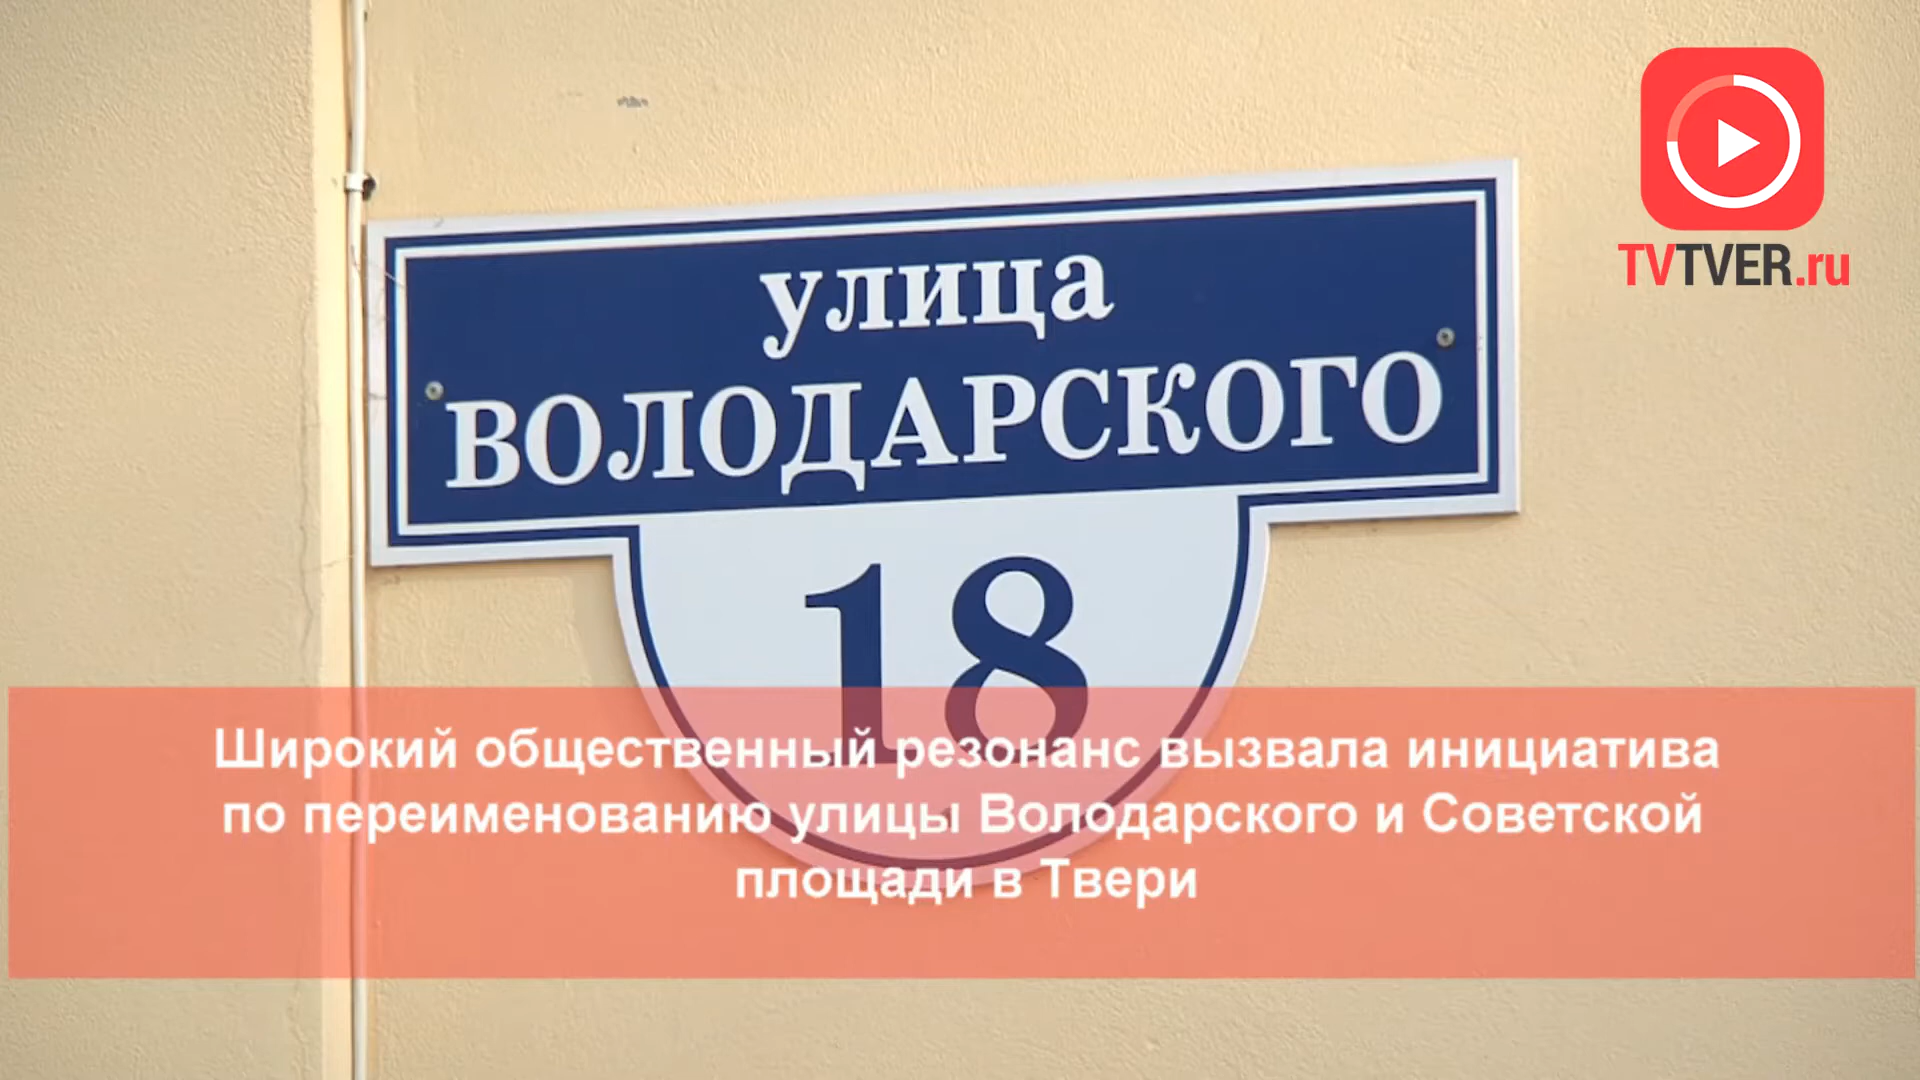 TVTVER.ru
улица
ВОЛОДАРСКОГО
18
Широкий общественный резонанс вызвала инициатива
по переименованию улицы Володарского и Советской
площади в Твери